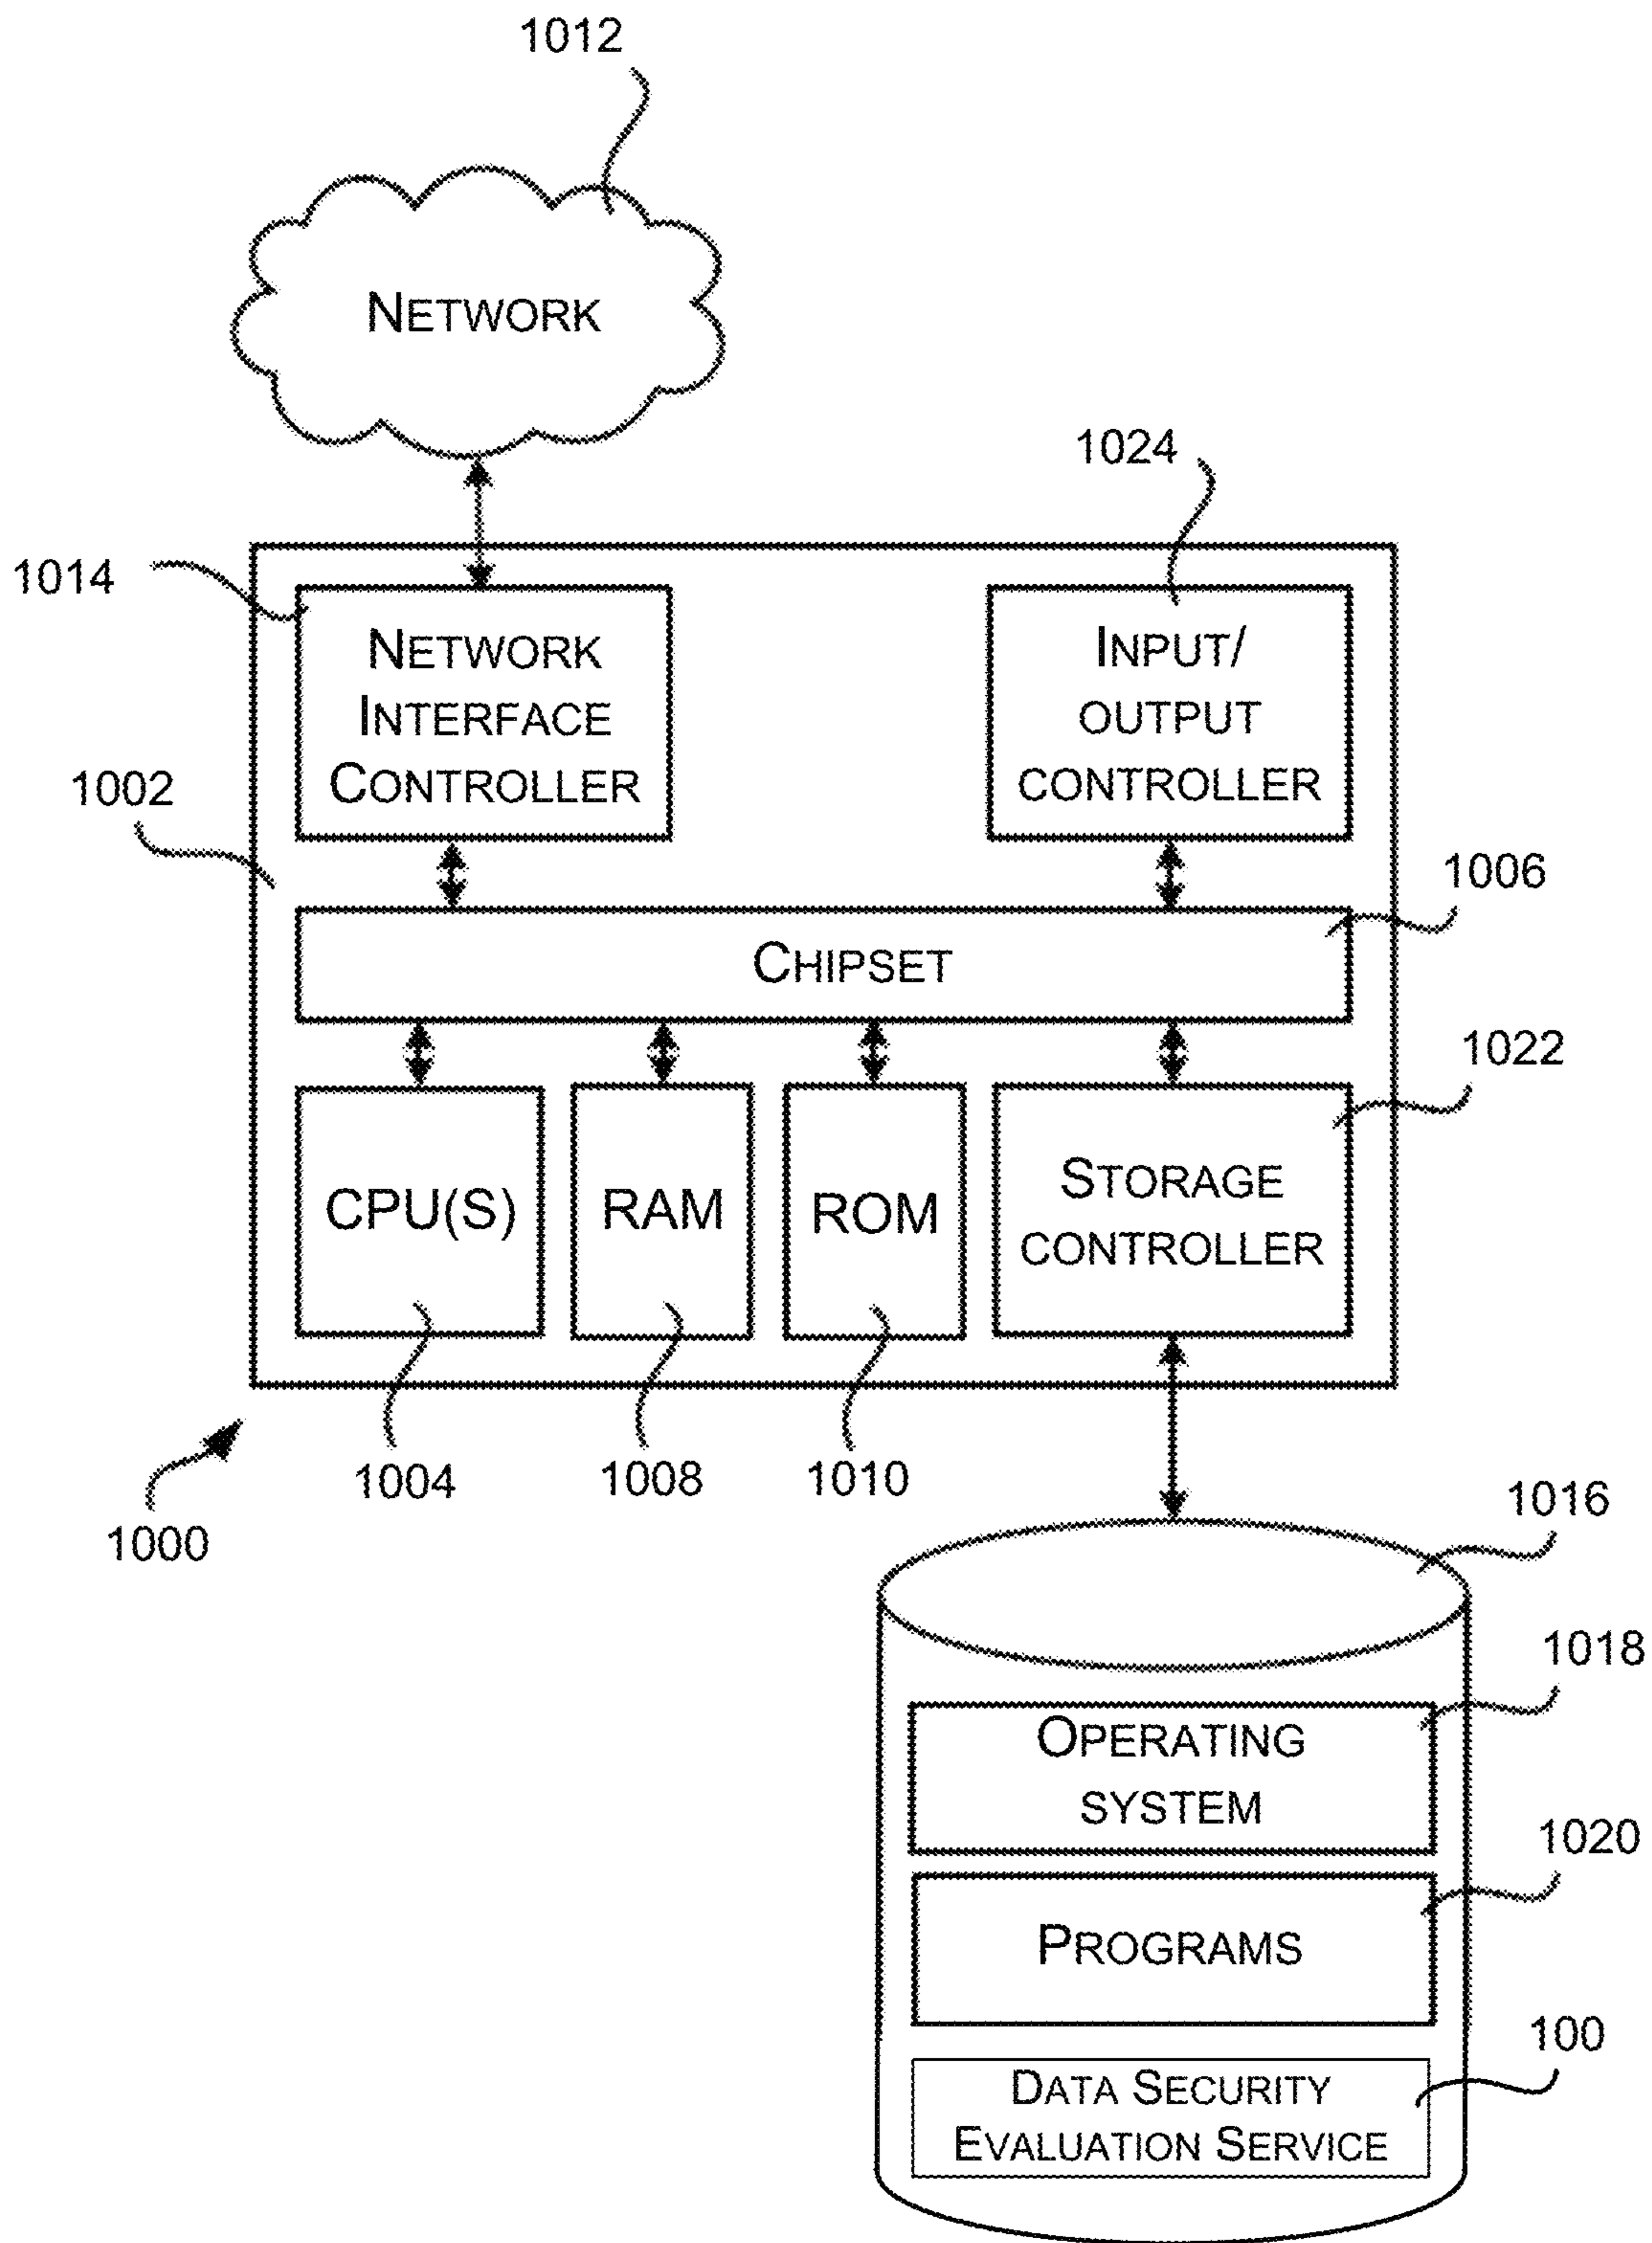 1012
NETWORK
1024
1014
NETWORK
INTERFACE
CONTROLLER
INPUT/
OUTPUT
CONTROLLER
1002
1006
CHIPSET
1022
CPU(S)
RAM
ROM
STORAGE
CONTROLLER
1004
1008
1010
1000
1016
1018
OPERATING
SYSTEM
1020
PROGRAMS
100
DATA SECURITY
EVALUATION SERVICE